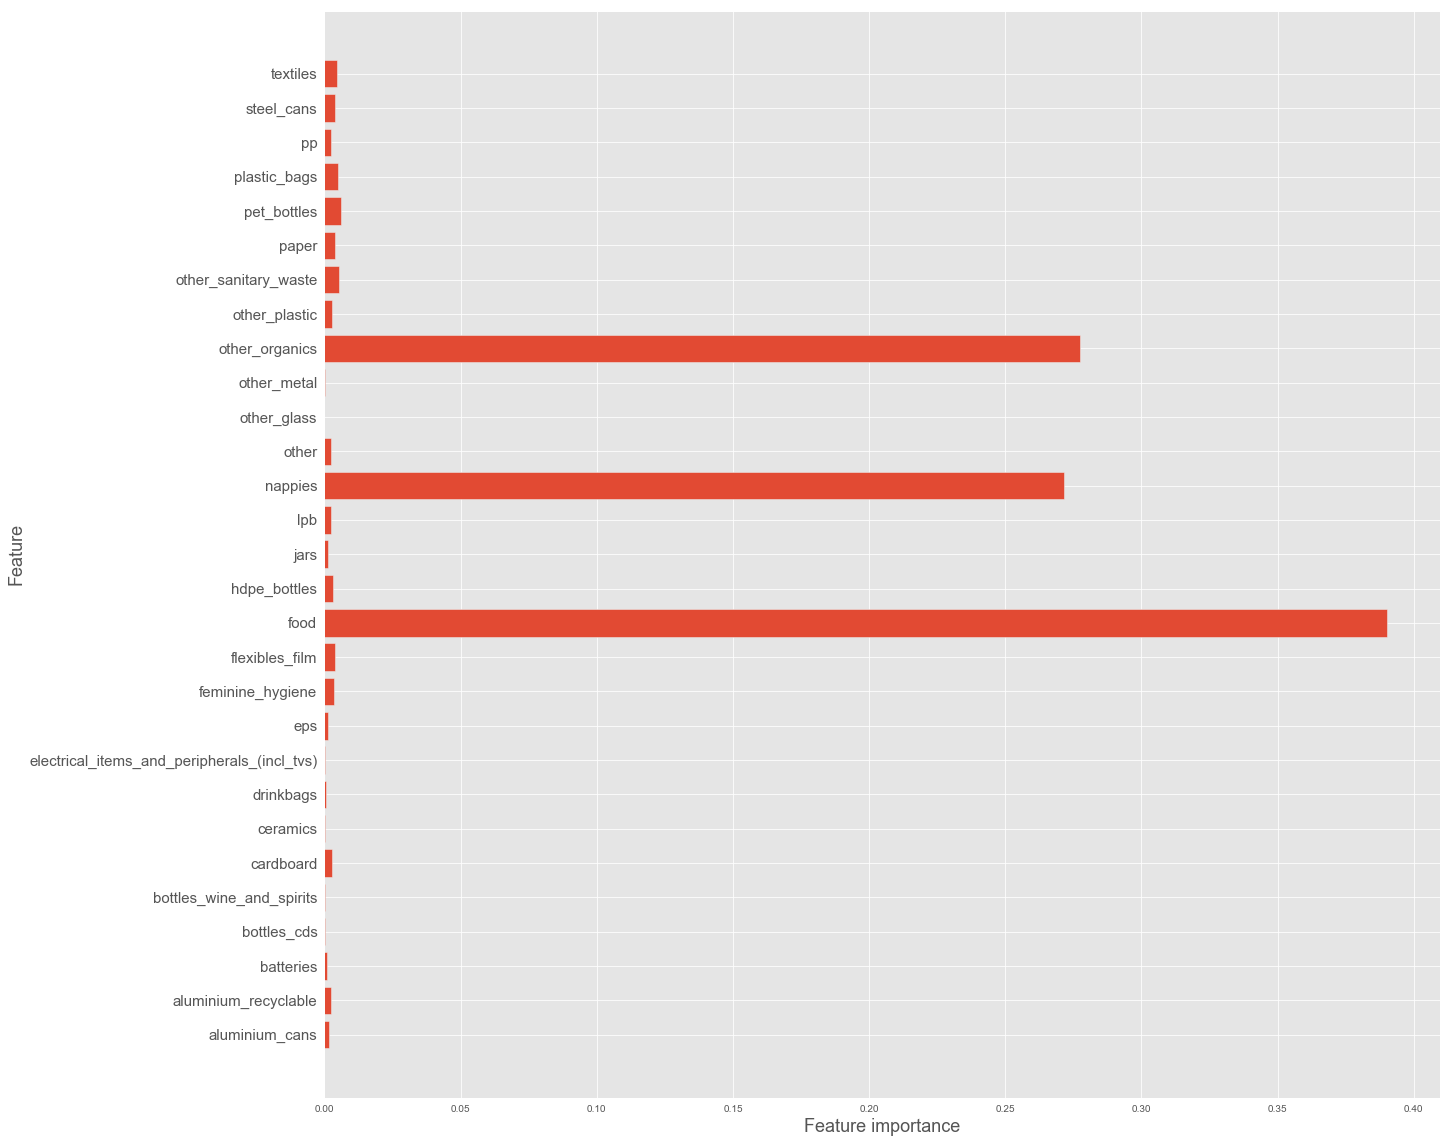 textiles
steel_cans
pp
plastic_bags
pet_bottles
paper
other_sanitary_waste
other_plastic
other_organics
other_metal
other_glass
other
nappies
lpb
jars
hdpe_bottles
food
flexibles_film
feminine_hygiene
eps
electrical_items_and_peripherals_(incl_tvs)
drinkbags
ceramics
cardboard
bottles_wine_and_spirits
bottles_cds
batteries
aluminium_recyclable
aluminium_cans
Feature
0.00 0.05 0.10 0.15 0.20 0.25 0.30 0.35 0.40
Feature importance